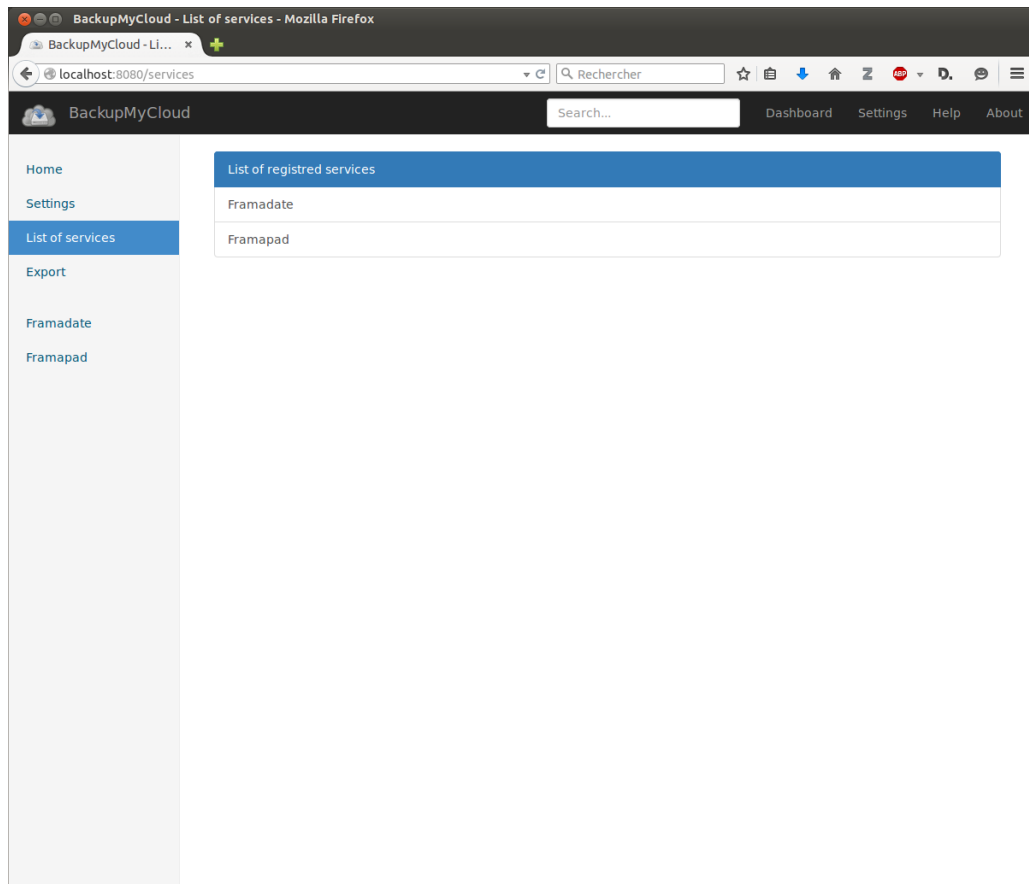 BackupMyCloud - List of services - Mozilla Firefox
BackupMyCloud - Li...
localhost:8080/services
Rechercher
Z
ABP
D.
BackupMyCloud
Search...
Dashboard
Settings
Help
About
Home
Settings
List of services
Export
Framadate
Framapad
List of registred services
Framadate
Framapad